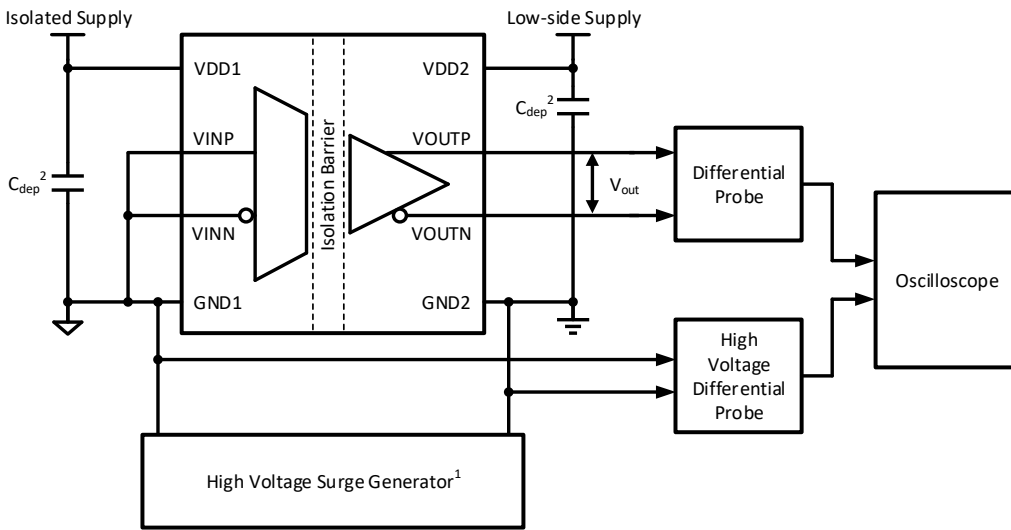 Isolated Supply
Low-side Supply
VDD1
VDD2
Cdep²
VINP
VINN
Isolation Barrier
VOUTP
VOUTN
Cdep²
Vout
Differential
Probe
Oscilloscope
GND1
GND2
High
Voltage
Differential
Probe
High Voltage Surge Generator¹